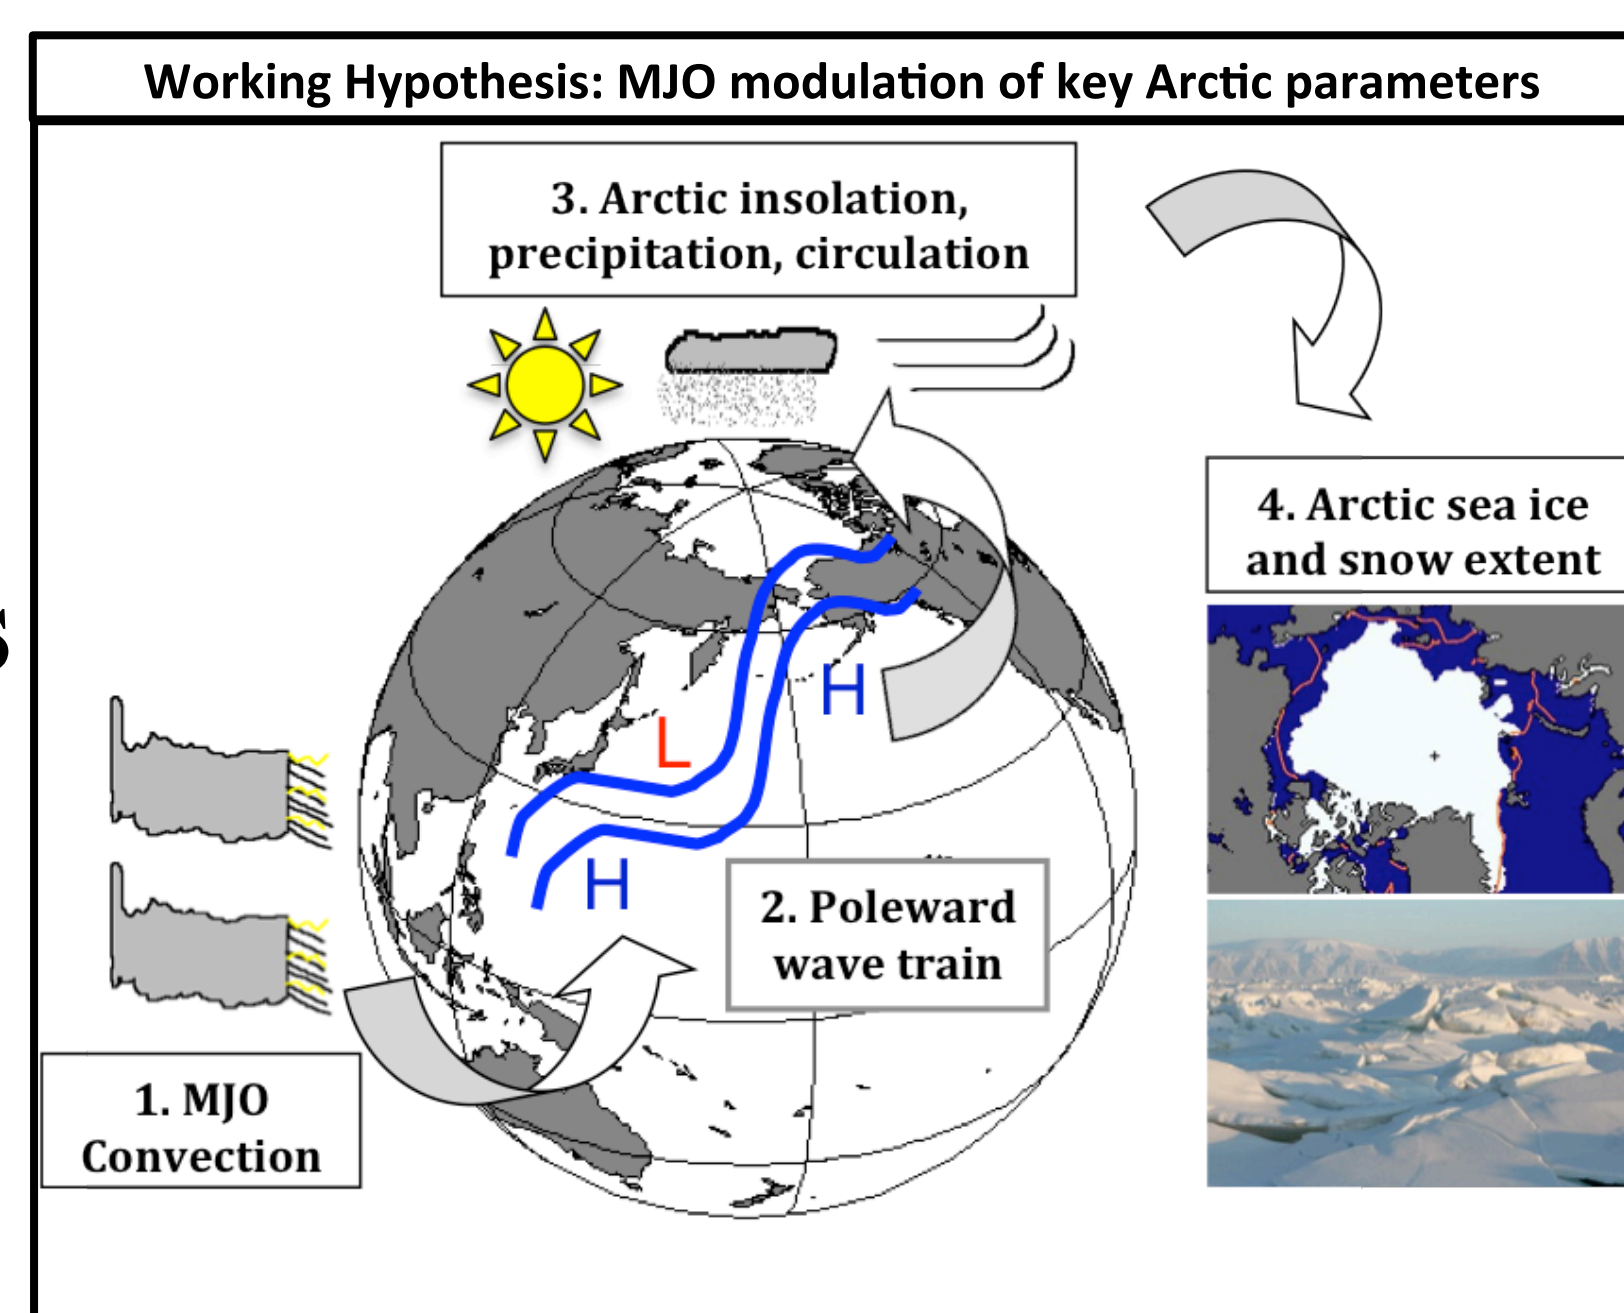 Working Hypothesis: MJO modulation of key Arctic parameters
3. Arctic insolation,
precipitation, circulation
4. Arctic sea ice
and snow extent
s
H
L
H
2. Poleward
wave train
1. MJO
Convection